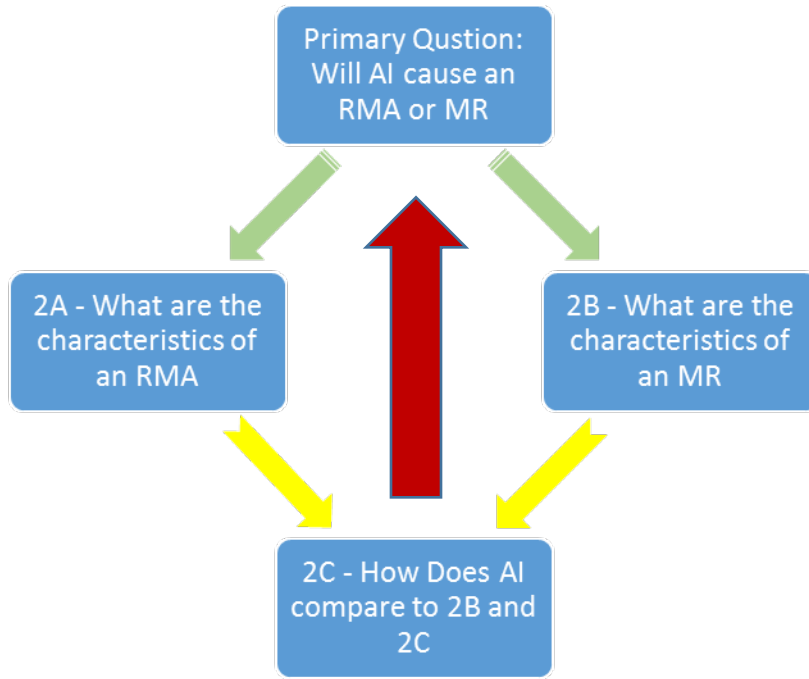 Primary Qustion:
Will AI cause an
RMA or MR
2A - What are the
characteristics of
an RMA
2B - What are the
characteristics of
an MR
2C - How Does AI
compare to 2B and
2C